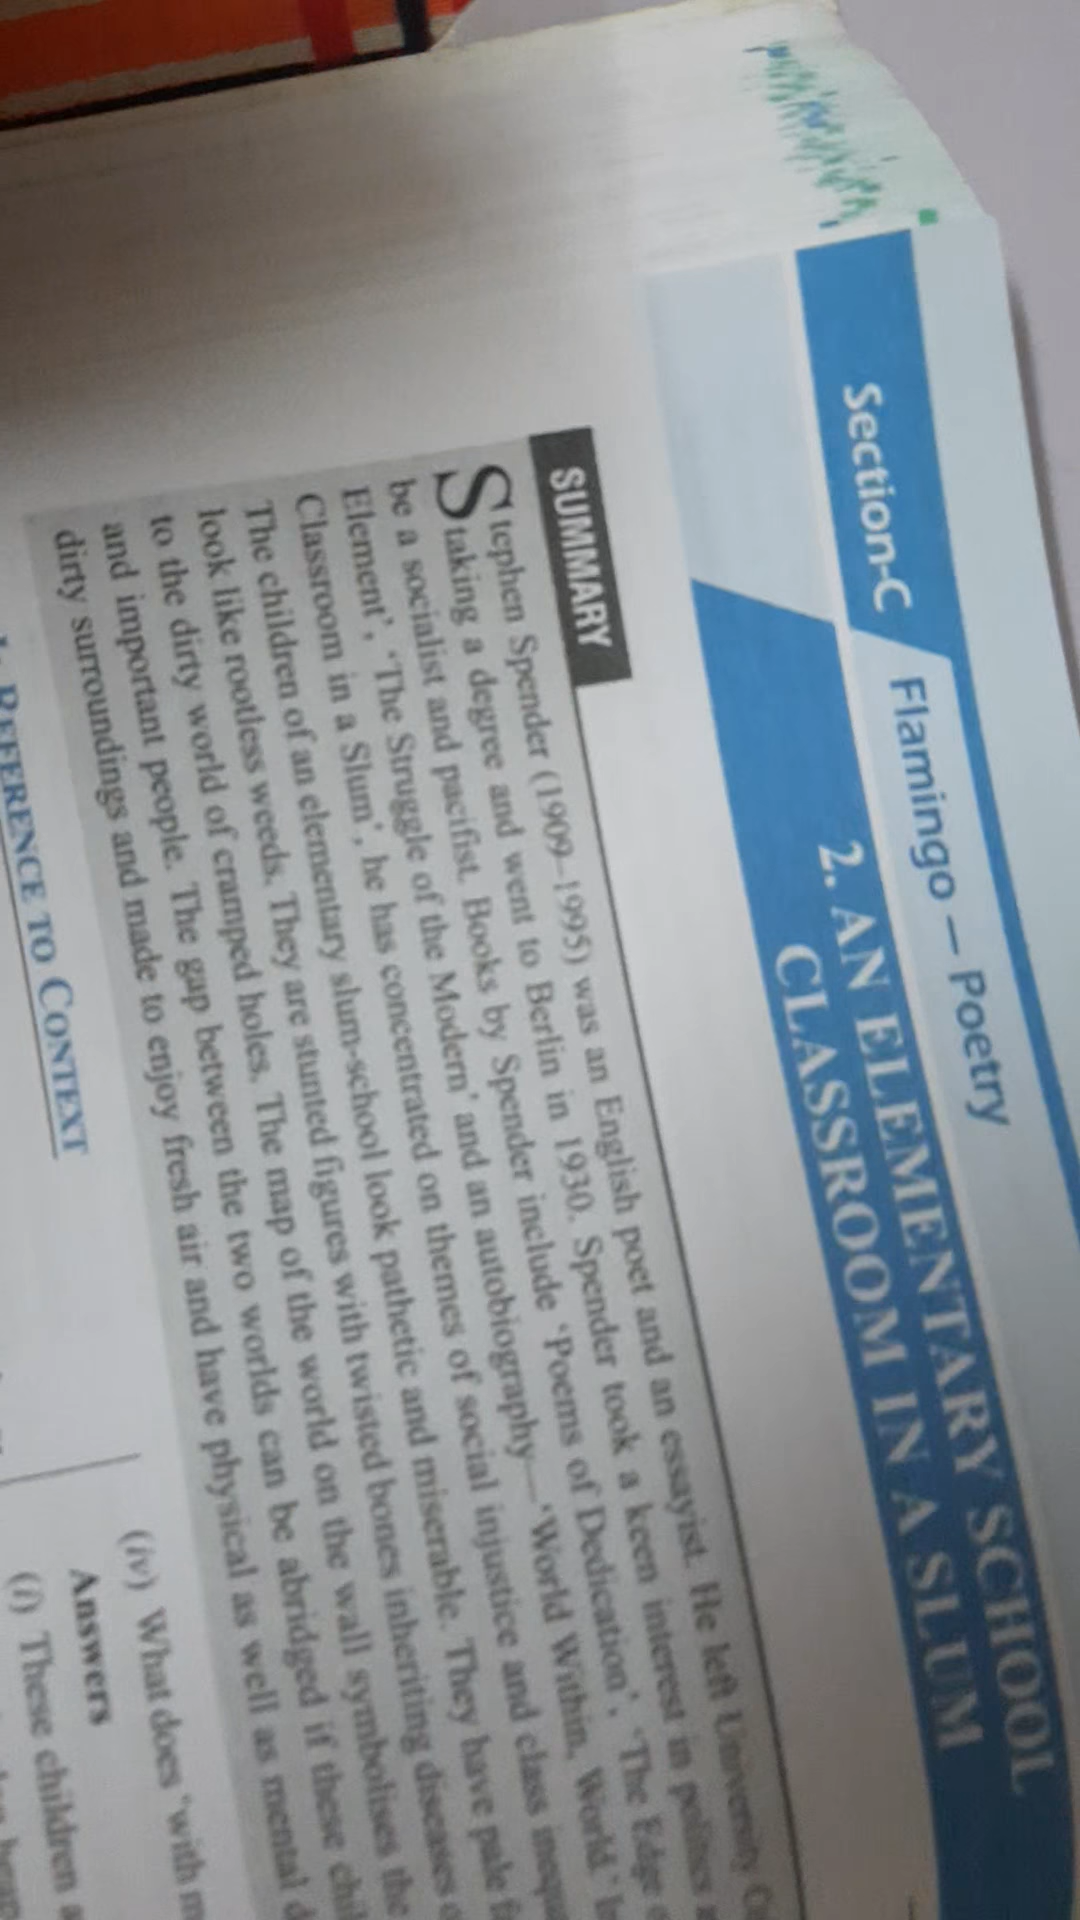 Section-C Flamingo – Poetry
2. AN ELEMENTARY SCHOOL
CLASSROOM IN A SLUM
SUMMARY
Stephen Spender (1909–1995) was an English poet and an essayist. He left University
taking a degree and went to Berlin in 1930. Spender took a keen interest in politics
be a socialist and pacifist. Books by Spender include 'Poems of Dedication', 'The Edge
Element', 'The Struggle of the Modern' and an autobiography—'World Within, World'.
Classroom in a Slum', he has concentrated on themes of social injustice and class
The children of an elementary slum-school look pathetic and miserable. They have pale
look like rootless weeds. They are stunted figures with twisted bones inheriting diseases
to the dirty world of cramped holes. The map of the world on the wall symbolises the
and important people. The gap between the two worlds can be abridged if these
dirty surroundings and made to enjoy fresh air and have physical as well as mental
REFERENCE TO CONTEXT
(iv) What does 'with
Answers
(i) These children